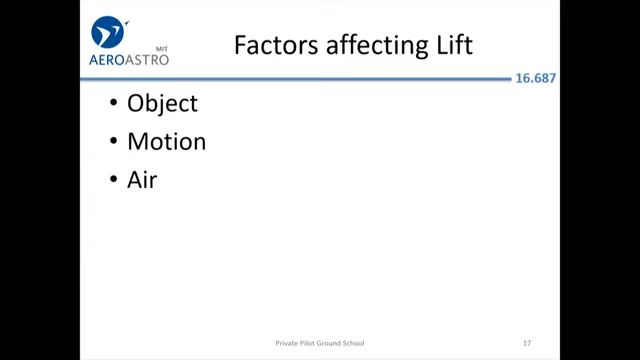 MIT
AEROASTRO
Factors affecting Lift
16.687
• Object
• Motion
• Air
Private Pilot Ground School
17